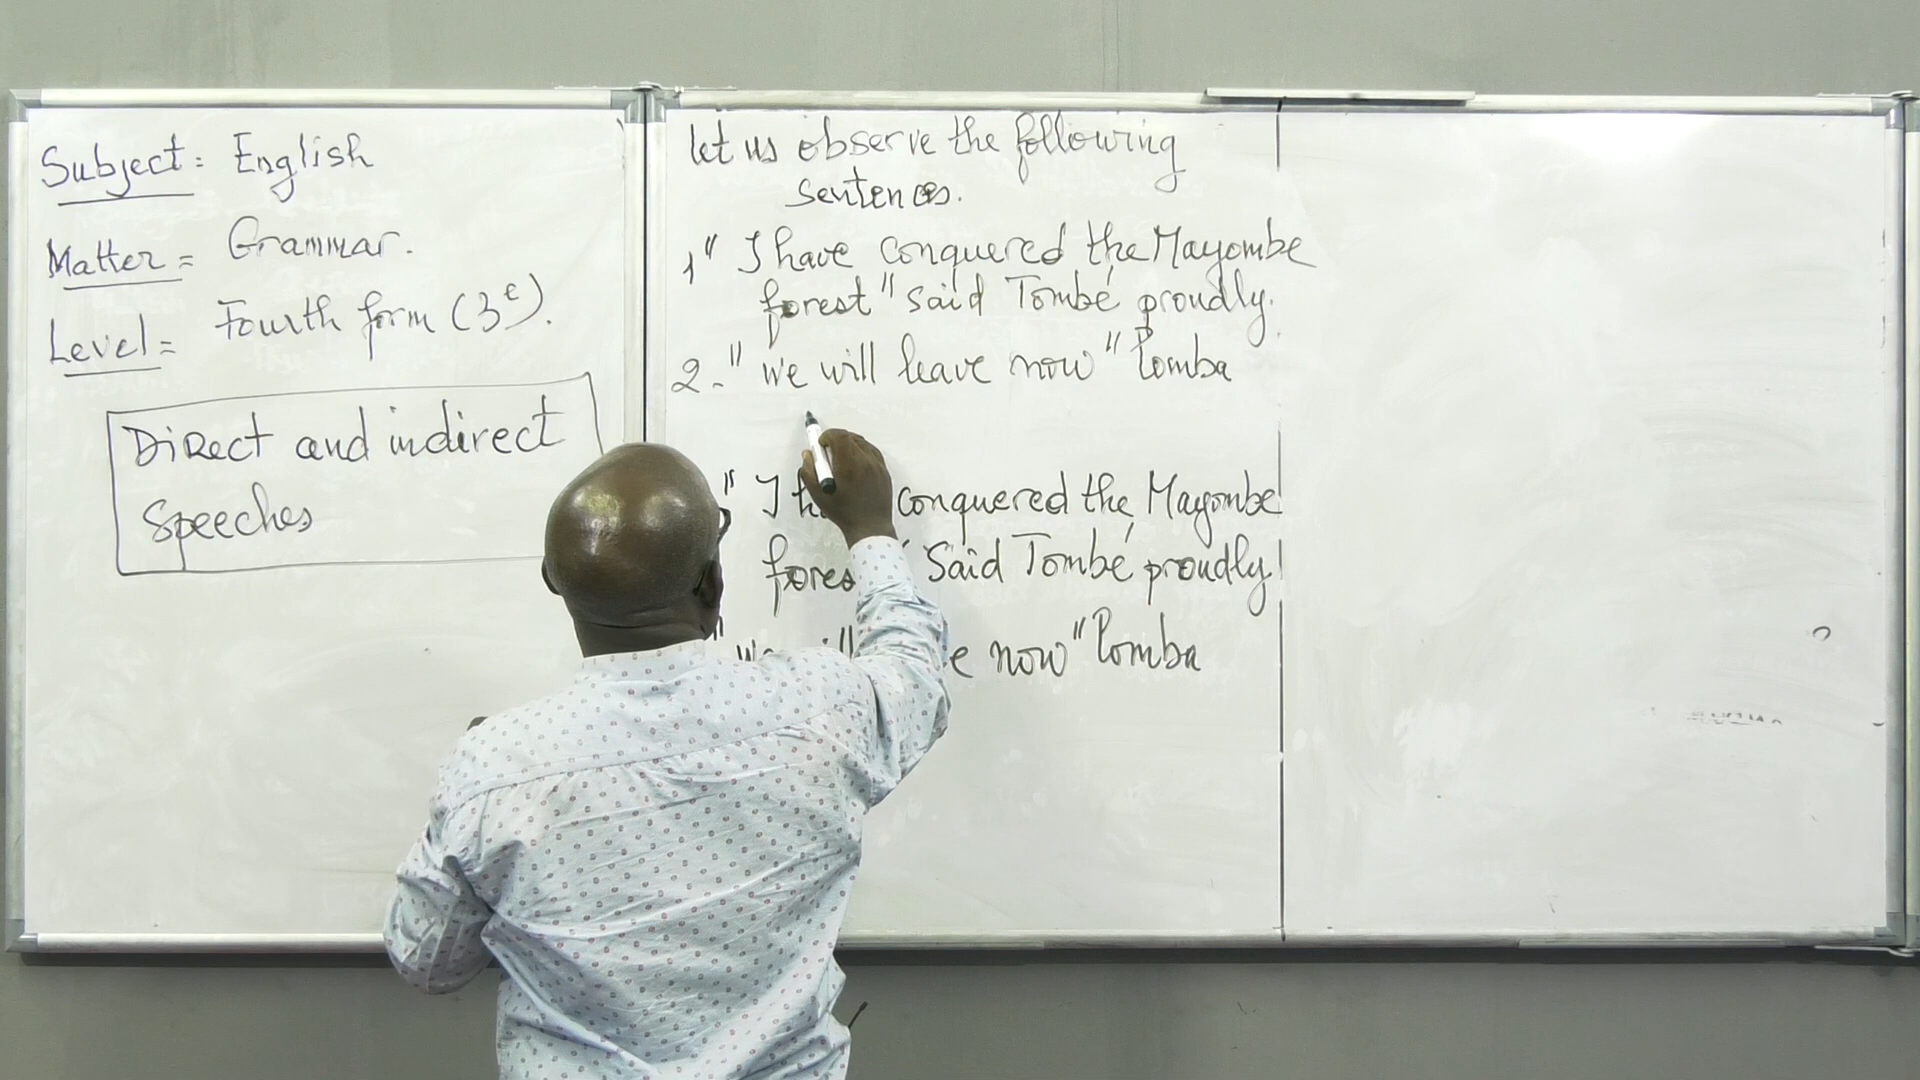 Subject: English
Matter = Grammar.
Level = Fourth form (3e).
Direct and indirect
Speeches
let us observe the following
sentences.
1" I have conquered the Mayombe
forest" said Tombé proudly.
2-" we will leave now" Pomba
" I conquered the Mayombe
Said Tombé proudly
" now" Pomba